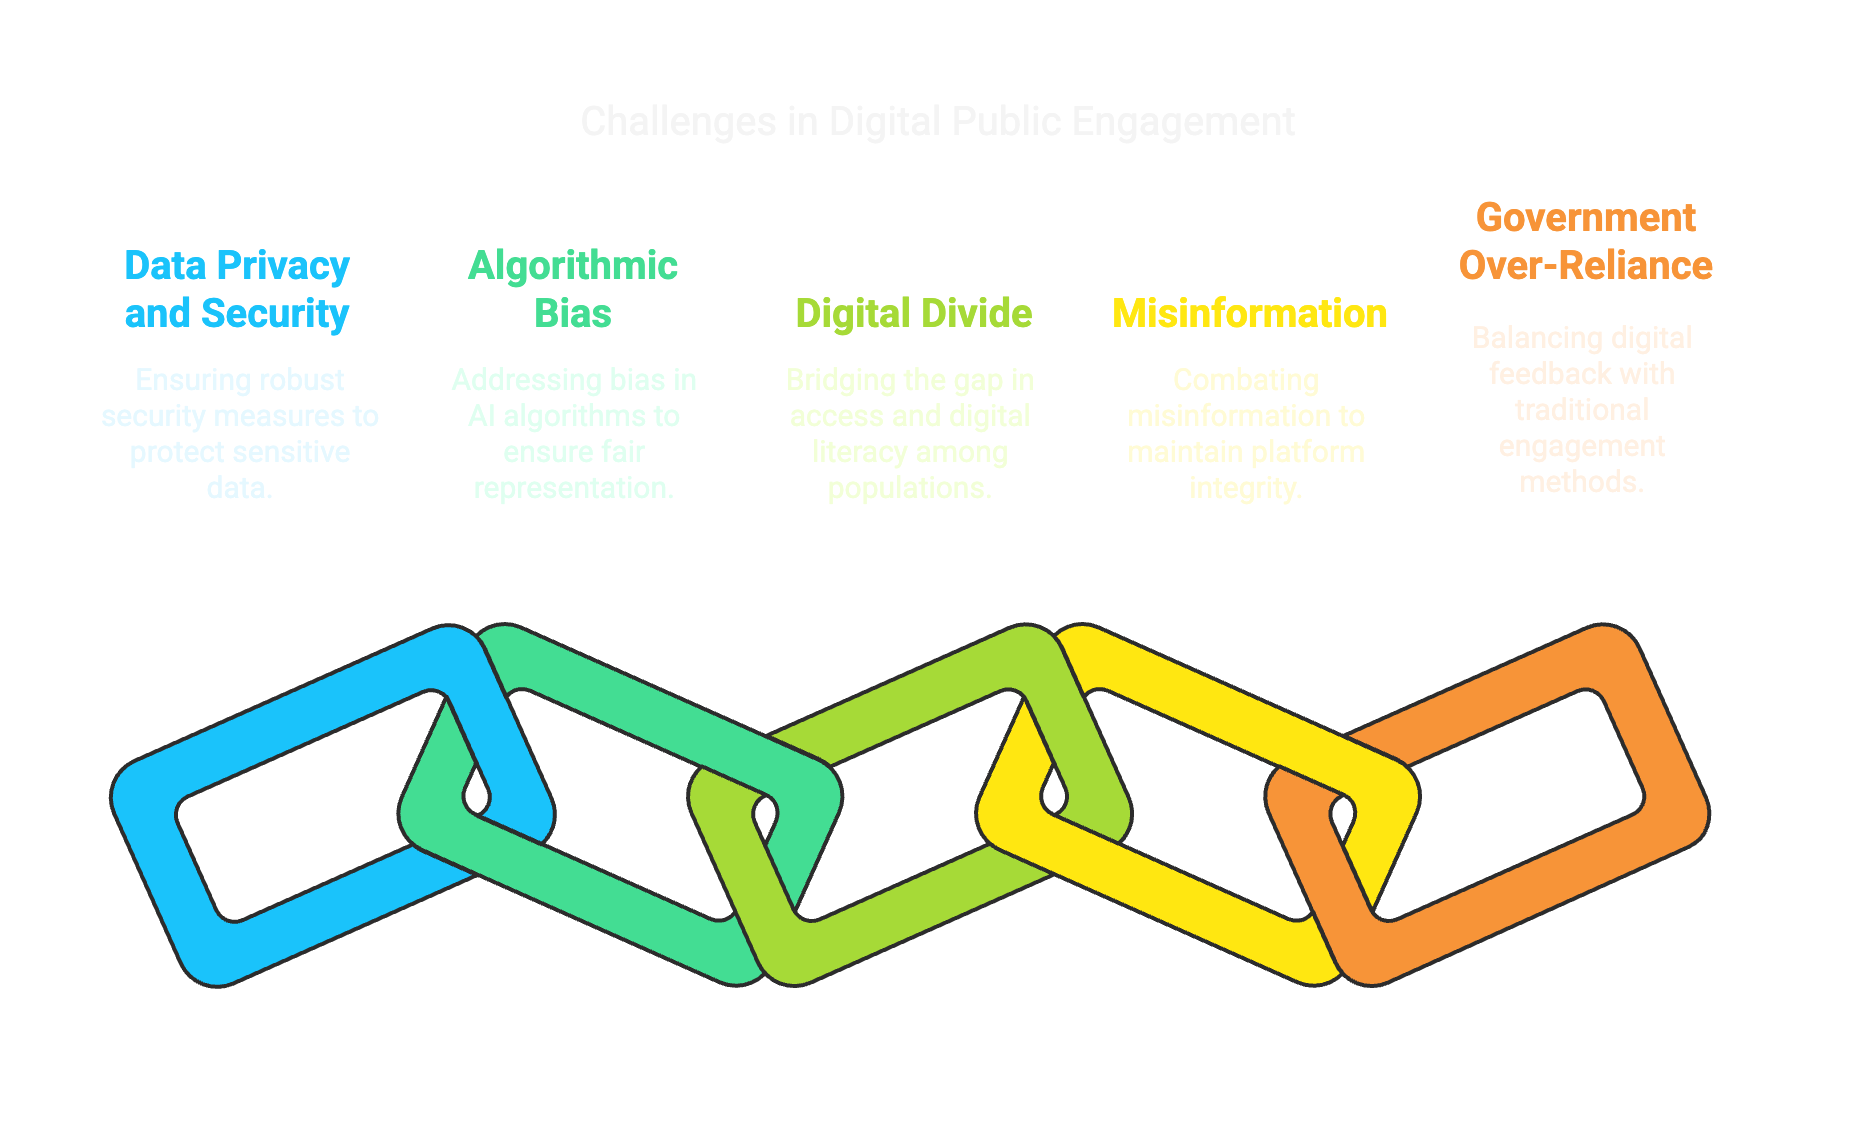 Challenges in Digital Public Engagement
Data Privacy
and Security
Ensuring robust
security measures to
protect sensitive
data.
Algorithmic
Bias
Addressing bias in
AI algorithms to
ensure fair
representation.
Digital Divide
Bridging the gap in
access and digital
literacy among
populations.
Misinformation
Combating
misinformation to
maintain platform
integrity.
Government
Over-Reliance
Balancing digital
feedback with
traditional
engagement
methods.